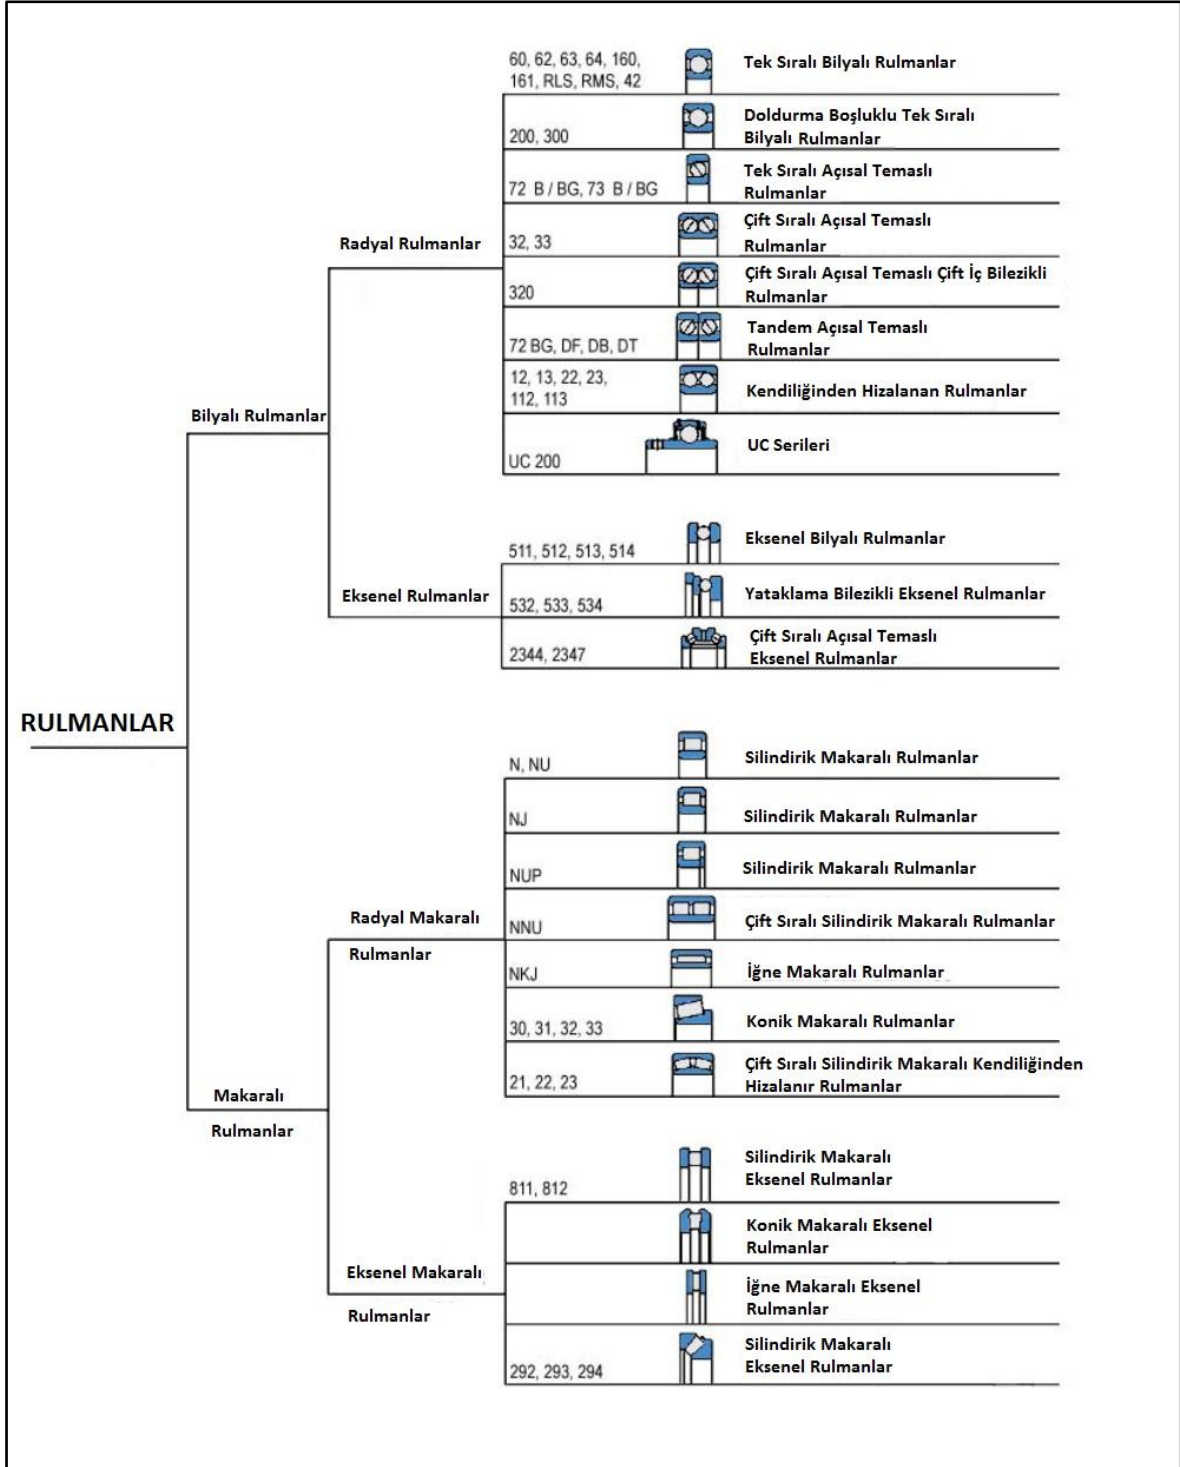 60, 62, 63, 64, 160,
161, RLS, RMS, 42
Tek Sıralı Bilyalı Rulmanlar
200, 300
Doldurma Boşluklu Tek Sıralı
Bilyalı Rulmanlar
72 B / BG, 73 B / BG
Tek Sıralı Açısal Temaslı
Rulmanlar
Radyal Rulmanlar
32, 33
Çift Sıralı Açısal Temaslı
Rulmanlar
320
Çift Sıralı Açısal Temaslı Çift İç Bilezikli
Rulmanlar
72 BG, DF, DB, DT
Tandem Açısal Temaslı
Rulmanlar
12, 13, 22, 23,
112, 113
Kendiliğinden Hizalanan Rulmanlar
Bilyalı Rulmanlar
UC 200
UC Serileri
511, 512, 513, 514
Eksenel Bilyalı Rulmanlar
Eksenel Rulmanlar
532, 533, 534
Yataklama Bilezikli Eksenel Rulmanlar
2344, 2347
Çift Sıralı Açısal Temaslı
Eksenel Rulmanlar
RULMANLAR
N, NU
Silindirik Makaralı Rulmanlar
NJ
Silindirik Makaralı Rulmanlar
NUP
Silindirik Makaralı Rulmanlar
Radyal Makaralı
Rulmanlar
NNU
Çift Sıralı Silindirik Makaralı Rulmanlar
NKJ
İğne Makaralı Rulmanlar
30, 31, 32, 33
Konik Makaralı Rulmanlar
21, 22, 23
Çift Sıralı Silindirik Makaralı Kendiliğinden
Hizalanır Rulmanlar
Makaralı
Rulmanlar
811, 812
Silindirik Makaralı
Eksenel Rulmanlar
Konik Makaralı Eksenel
Rulmanlar
Eksenel Makaralı
Rulmanlar
İğne Makaralı Eksenel
Rulmanlar
292, 293, 294
Silindirik Makaralı
Eksenel Rulmanlar